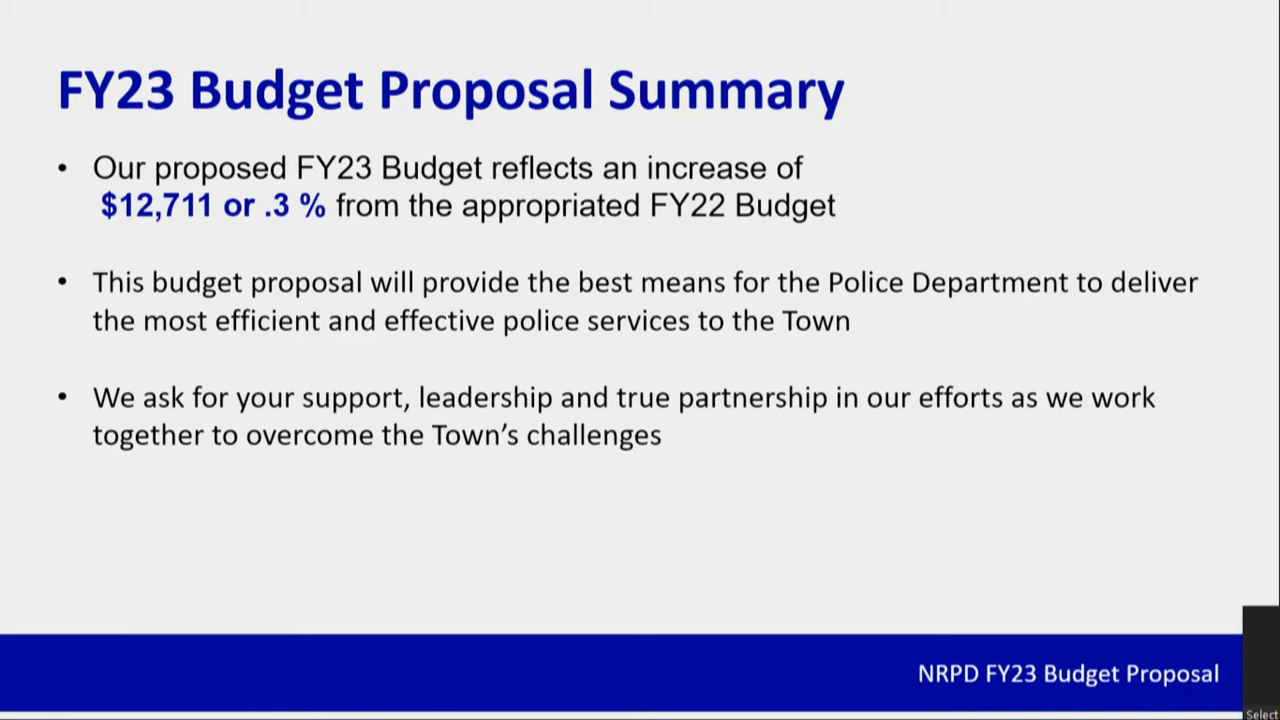 FY23 Budget Proposal Summary
• Our proposed FY23 Budget reflects an increase of
$12,711 or .3 % from the appropriated FY22 Budget
• This budget proposal will provide the best means for the Police Department to deliver
the most efficient and effective police services to the Town
• We ask for your support, leadership and true partnership in our efforts as we work
together to overcome the Town's challenges
NRPD FY23 Budget Proposal
Select